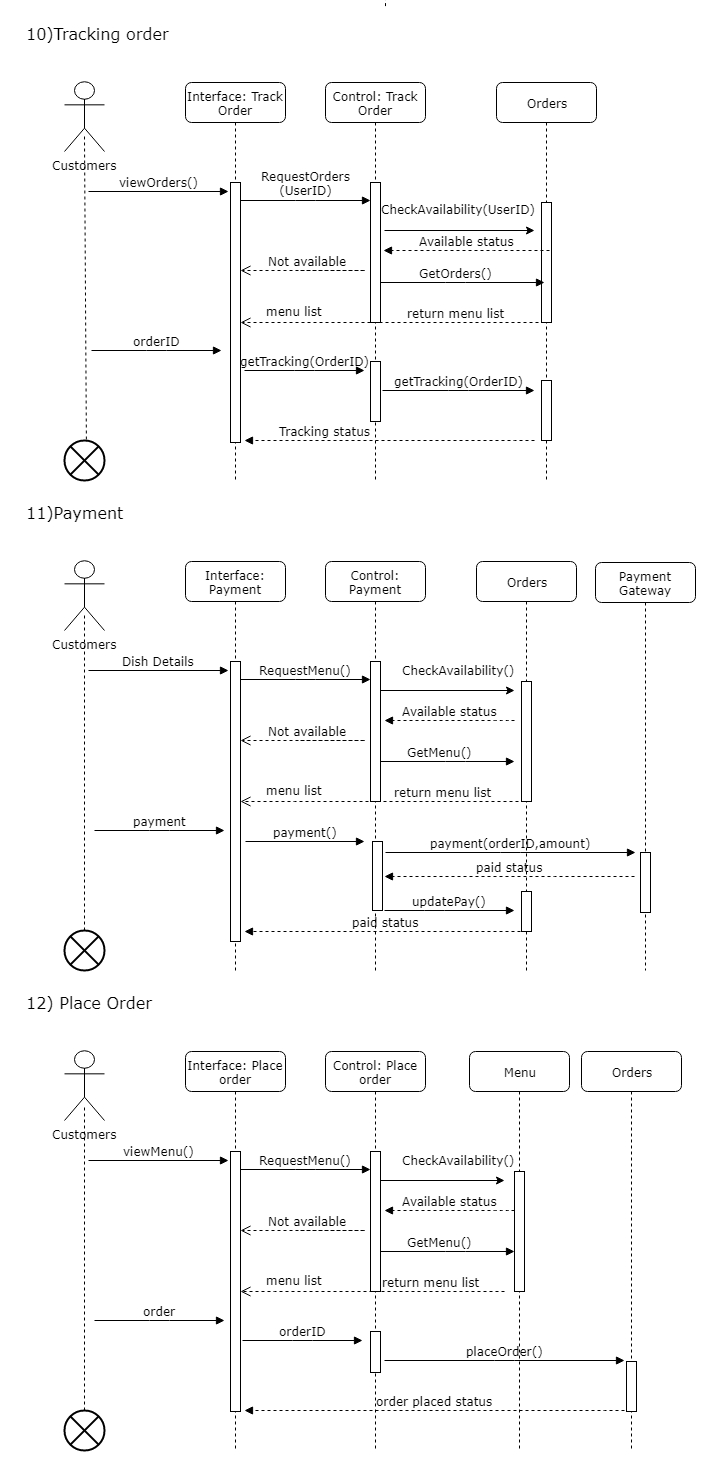 10)Tracking order
Interface: Track
Order
Control: Track
Order
Orders
Customers
viewOrders()
RequestOrders
(UserID)
CheckAvailability(UserID)
Available status
Not available
GetOrders()
menu list
return menu list
orderID
getTracking(OrderID)
getTracking(OrderID)
Tracking status
11)Payment
Interface:
Payment
Control:
Payment
Orders
Payment
Gateway
Customers
Dish Details
RequestMenu()
CheckAvailability()
Available status
Not available
GetMenu()
menu list
return menu list
payment
payment()
payment(orderID,amount)
paid status
updatePay()
paid status
12) Place Order
Interface: Place
order
Control: Place
order
Menu
Orders
Customers
viewMenu()
RequestMenu()
CheckAvailability()
Available status
Not available
GetMenu()
menu list
return menu list
order
orderID
placeOrder()
order placed status